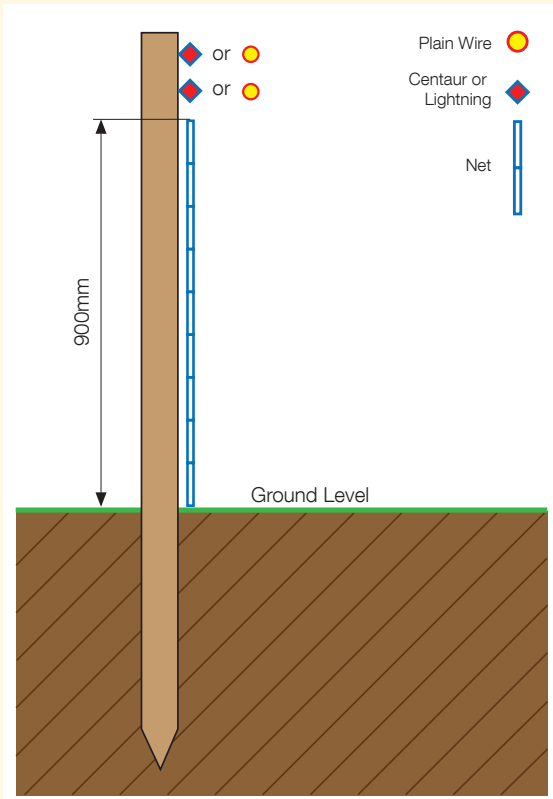 or
or
Plain Wire
Centaur or
Lightning
Net
900mm
Ground Level